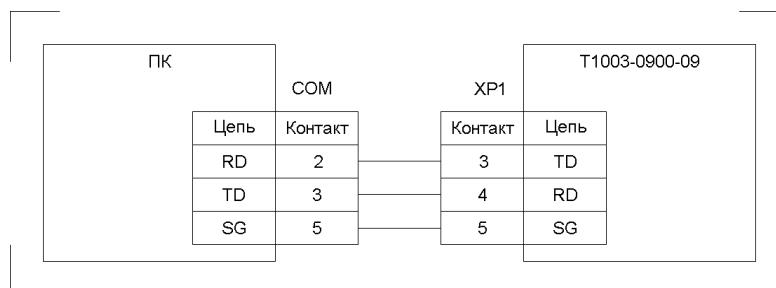 ПК
Т1003-0900-09
COM
XP1
Цепь Контакт Контакт Цепь
RD 2 3 TD
TD 3 4 RD
SG 5 5 SG